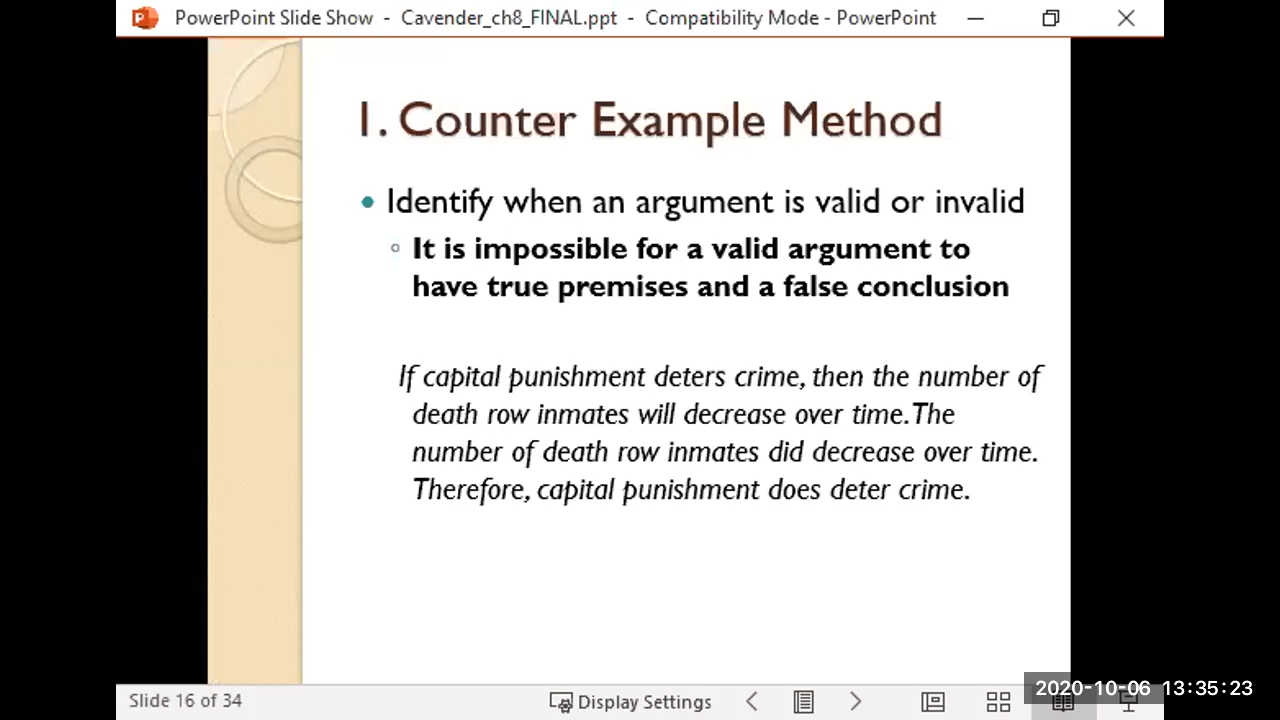 PowerPoint Slide Show - Cavender_ch8_FINAL.ppt - Compatibility Mode - PowerPoint
1. Counter Example Method
• Identify when an argument is valid or invalid
◦ It is impossible for a valid argument to
have true premises and a false conclusion
If capital punishment deters crime, then the number of
death row inmates will decrease over time. The
number of death row inmates did decrease over time.
Therefore, capital punishment does deter crime.
Slide 16 of 34
Display Settings
2020-10-06 13:35:23